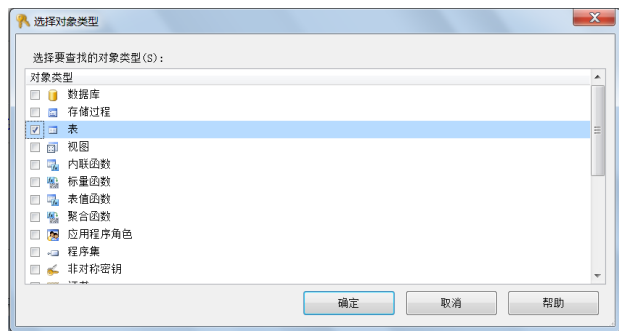 选择对象类型
选择要查找的对象类型(S):
对象类型
数据库
存储过程
表
视图
内联函数
标量函数
表值函数
聚合函数
应用程序角色
程序集
非对称密钥
确定 取消 帮助